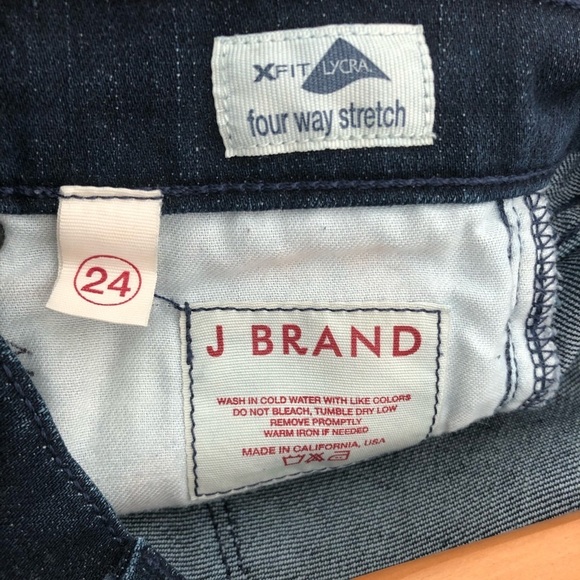 XFIT LYCRA
four way stretch
24
J BRAND
WASH IN COLD WATER WITH LIKE COLORS
DO NOT BLEACH, TUMBLE DRY LOW
REMOVE PROMPTLY
WARM IRON IF NEEDED
MADE IN CALIFORNIA, USA